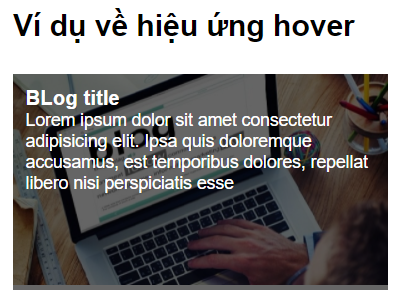 Ví dụ về hiệu ứng hover
BLog title
Lorem ipsum dolor sit amet consectetur
adipisicing elit. Ipsa quis doloremque
accusamus, est temporibus dolores, repellat
libero nisi perspiciatis esse